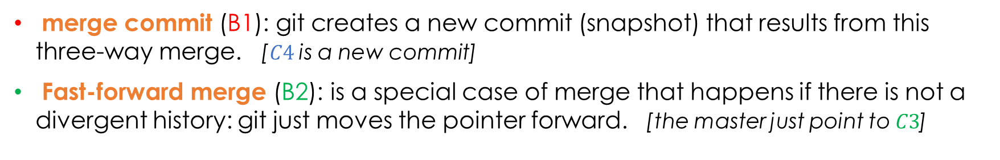 • merge commit (B1): git creates a new commit (snapshot) that results from this
three-way merge. [C4 is a new commit]
• Fast-forward merge (B2): is a special case of merge that happens if there is not a
divergent history: git just moves the pointer forward. [the master just point to C3]